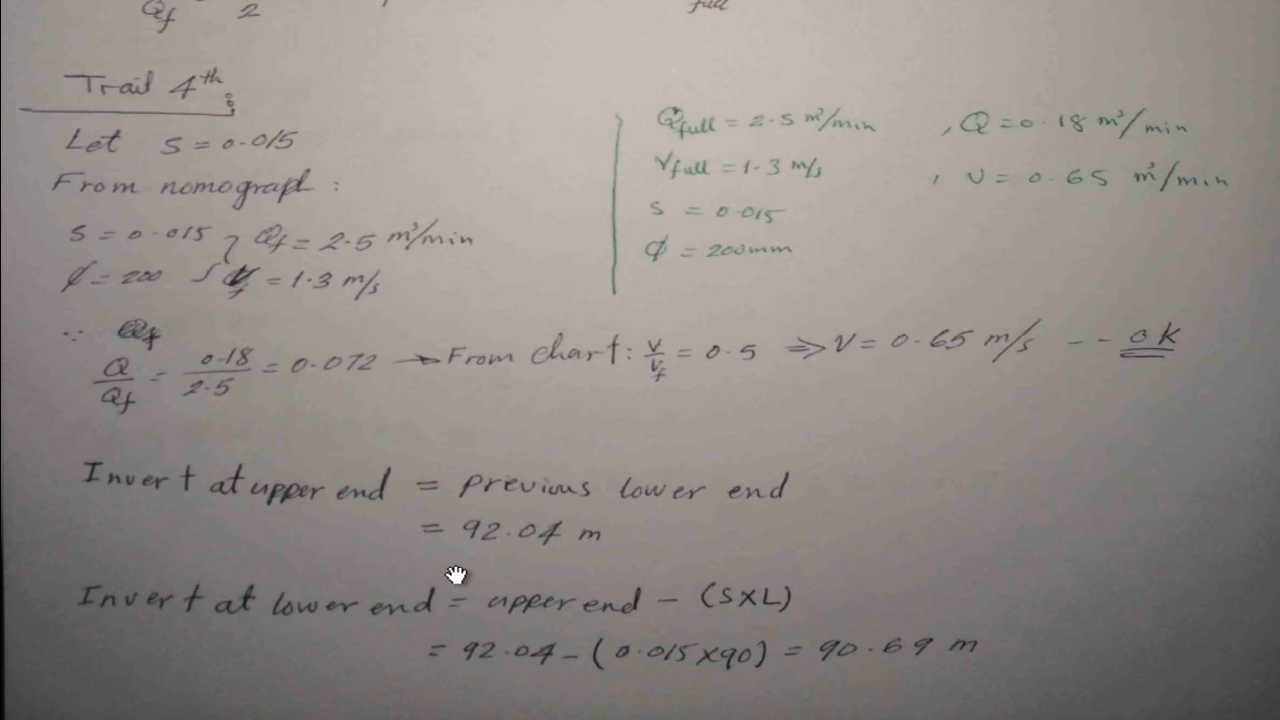 Qf 2
full
Trail 4th:
Let S = 0.015
From nomograph :
S = 0.015 } Qf = 2.5 m³/min
ϕ = 200 } Vf = 1.3 m/s
Qfull = 2.5 m³/min , Q = 0.18 m³/min
Vfull = 1.3 m/s , V = 0.65 m³/min
S = 0.015
ϕ = 200mm
∵
Q/Qf = 0.18/2.5 = 0.072 → From chart: V/Vf = 0.5 ⇒ V = 0.65 m/s -- ok
Invert at upper end = previous lower end
= 92.04 m
Invert at lower end = upper end - (S×L)
= 92.04 - (0.015×90) = 90.69 m